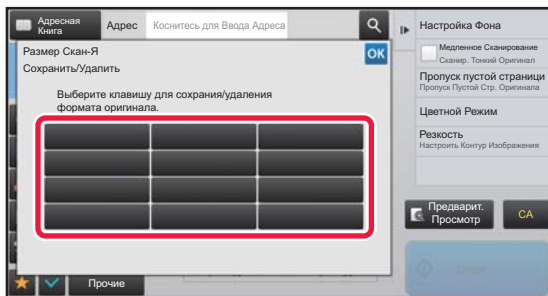 Адресная
Книга
Адрес
Коснитесь для Ввода Адреса
Размер Скан-Я
OK
Сохранить/Удалить
Выберите клавишу для сохрания/удаления
формата оригинала.
Прочие
Настройка Фона
Медленное Сканирование
Сканир. Тонкий Оригинал
Пропуск пустой страници
Пропуск Пустой Стр. Оригинала
Цветной Режим
Резкость
Настроить Контур Изображения
Предварит.
Просмотр
CA